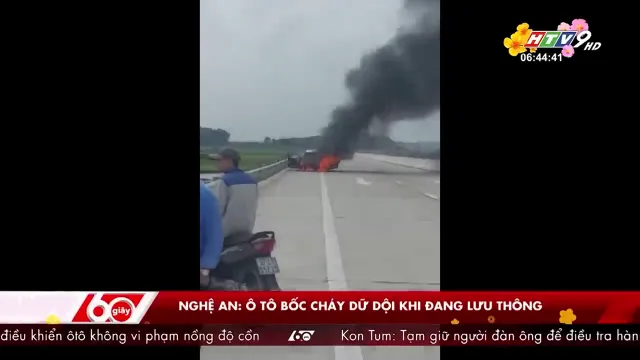 HTV9 HD
06:44:41
60 giây
NGHỆ AN: Ô TÔ BỐC CHÁY DỮ DỘI KHI ĐANG LƯU THÔNG
điều khiển ôtô không vi phạm nồng độ cồn 60 Kon Tum: Tạm giữ người đàn ông để điều tra hàn